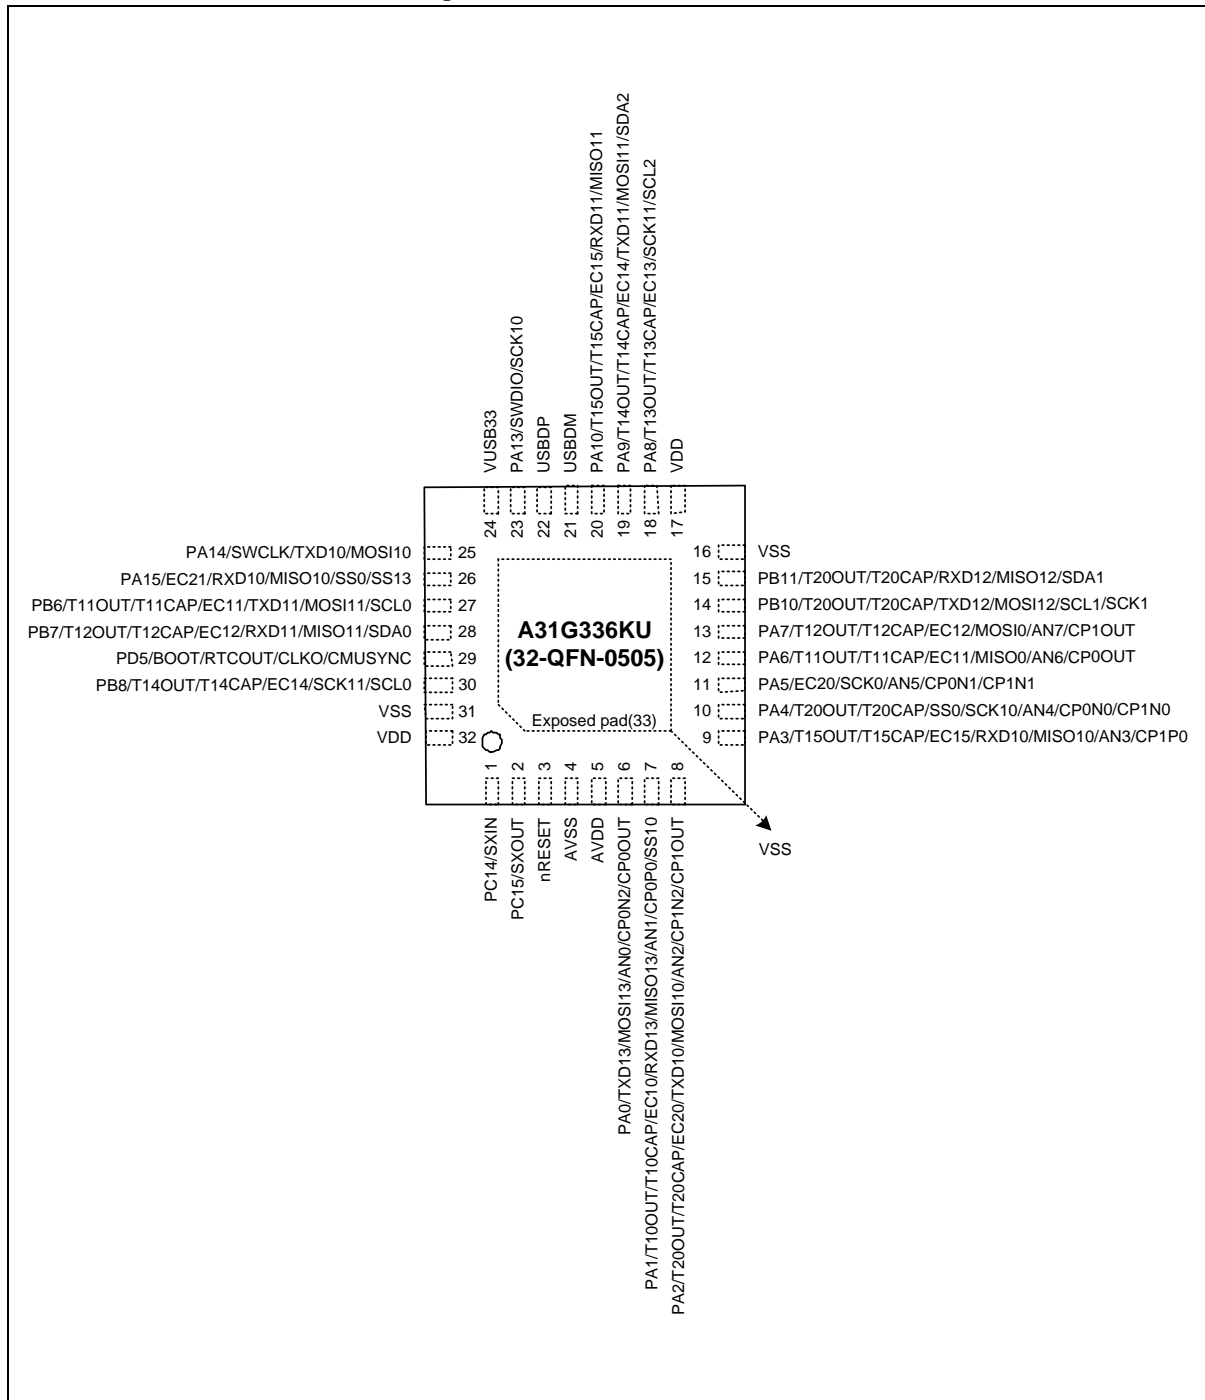 PA10/T15OUT/T15CAP/EC15/RXD11/MISO11
PA9/T14OUT/T14CAP/EC14/TXD11/MOSI11/SDA2
PA8/T13OUT/T13CAP/EC13/SCK11/SCL2
VUSB33
PA13/SWDIO/SCK10
USBDP
USBDM
VDD
24
23
22
21
20
19
18
17
PA14/SWCLK/TXD10/MOSI10 25
PA15/EC21/RXD10/MISO10/SS0/SS13 26
PB6/T11OUT/T11CAP/EC11/TXD11/MOSI11/SCL0 27
PB7/T12OUT/T12CAP/EC12/RXD11/MISO11/SDA0 28
PD5/BOOT/RTCOUT/CLKO/CMUSYNC 29
PB8/T14OUT/T14CAP/EC14/SCK11/SCL0 30
VSS 31
VDD 32
A31G336KU
(32-QFN-0505)
Exposed pad(33)
16 VSS
15 PB11/T20OUT/T20CAP/RXD12/MISO12/SDA1
14 PB10/T20OUT/T20CAP/TXD12/MOSI12/SCL1/SCK1
13 PA7/T12OUT/T12CAP/EC12/MOSI0/AN7/CP1OUT
12 PA6/T11OUT/T11CAP/EC11/MISO0/AN6/CP0OUT
11 PA5/EC20/SCK0/AN5/CP0N1/CP1N1
10 PA4/T20OUT/T20CAP/SS0/SCK10/AN4/CP0N0/CP1N0
9 PA3/T15OUT/T15CAP/EC15/RXD10/MISO10/AN3/CP1P0
VSS
1
2
3
4
5
6
7
8
PC14/SXIN
PC15/SXOUT
nRESET
AVSS
AVDD
PA0/TXD13/MOSI13/AN0/CP0N2/CP0OUT
PA1/T10OUT/T10CAP/EC10/RXD13/MISO13/AN1/CP0P0/SS10
PA2/T20OUT/T20CAP/EC20/TXD10/MOSI10/AN2/CP1N2/CP1OUT